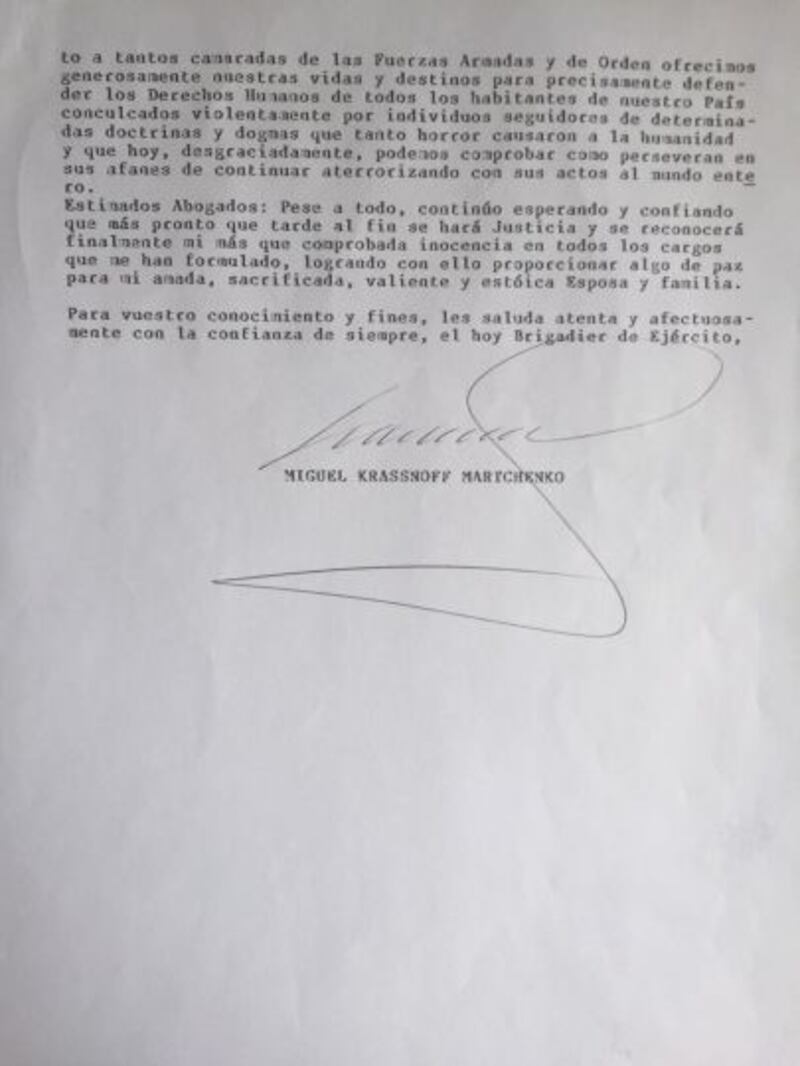 to a tantos camaradas de las Fuerzas Armadas y de Orden ofrecimos
generosamente nuestras vidas y destinos para precisamente defen-
der los Derechos Humanos de todos los habitantes de nuestro País
conculcados violentamente por individuos seguidores de determina-
das doctrinas y dogmas que tanto horror causaron a la humanidad
y que hoy, desgraciadamente, podemos comprobar como perseveran en
sus afanes de continuar aterrorizando con sus actos al mundo ente
ro.
Estimados Abogados: Pese a todo, continúo esperando y confiando
que más pronto que tarde al fin se hará Justicia y se reconocerá
finalmente mi más que comprobada inocencia en todos los cargos
que me han formulado, logrando con ello proporcionar algo de paz
para mi amada, sacrificada, valiente y estóica Esposa y familia.
Para vuestro conocimiento y fines, les saluda atenta y afectuosa-
mente con la confianza de siempre, el hoy Brigadier de Ejército,
MIGUEL KRASSNOFF MARTCHENKO